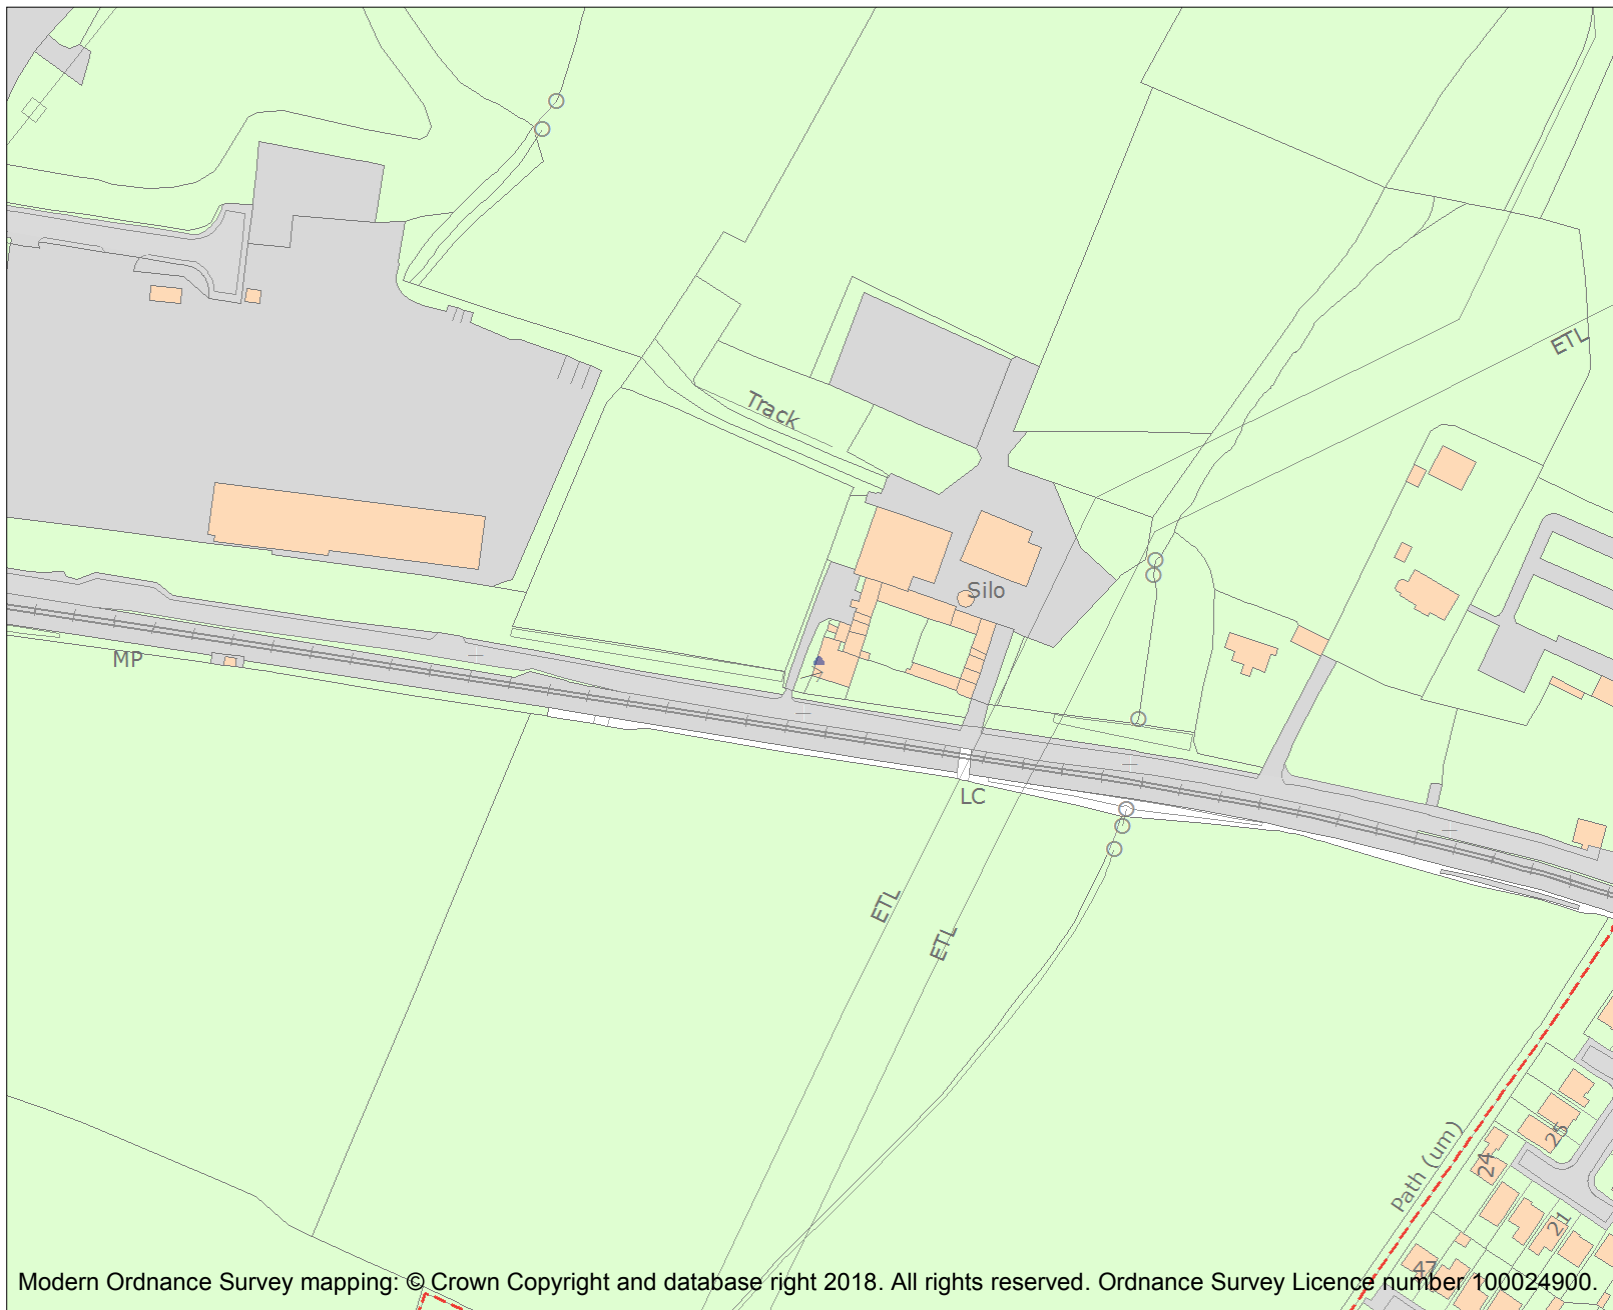 ETL
Track
Silo
MP
LC
ETL
ETL
Path (um)
25
24
21
47
Modern Ordnance Survey mapping: © Crown Copyright and database right 2018. All rights reserved. Ordnance Survey Licence number 100024900.